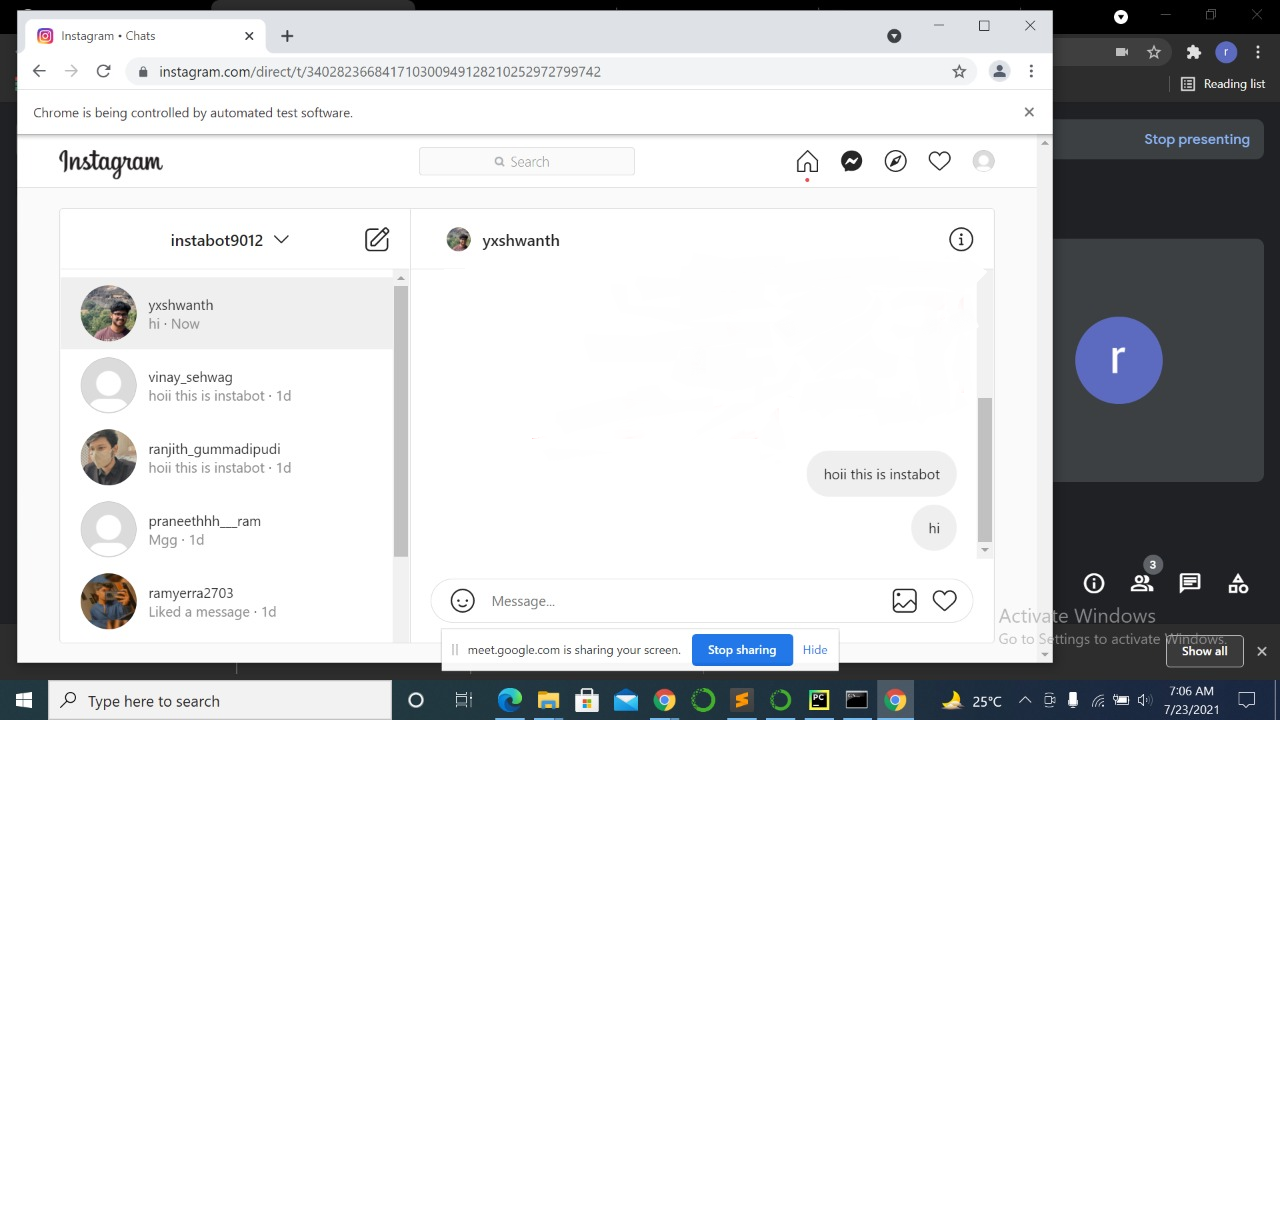 Instagram • Chats
instagram.com/direct/t/340282366841710300949128210252972799742
Chrome is being controlled by automated test software.
Reading list
Stop presenting
Instagram
Search
instabot9012
yxshwanth
yxshwanth
hi · Now
vinay_sehwag
hoii this is instabot · 1d
ranjith_gummadipudi
hoii this is instabot · 1d
praneethhh___ram
Mgg · 1d
ramyerra2703
Liked a message · 1d
hoii this is instabot
hi
Message...
r
r
3
Activate Windows
Go to Settings to activate Windows.
Show all
meet.google.com is sharing your screen.
Stop sharing
Hide
Type here to search
PC
25°C
7:06 AM
7/23/2021